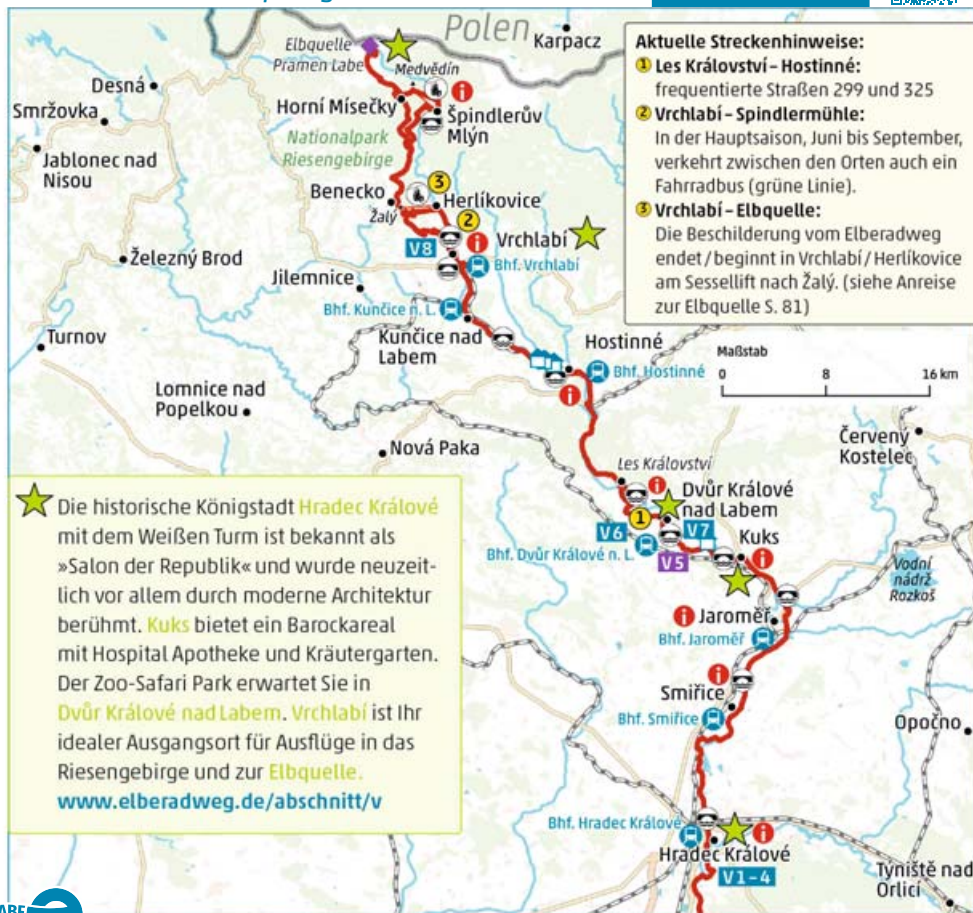 Polen
Karpacz
Elbquelle
Pramen Labe
Medvědín
Desná
Smržovka
Horní Mísečky
Špindlerův
Mlýn
Nationalpark
Riesengebirge
Jablonec nad
Nisou
Benecko
Žalý
3
Herlíkovice
2
V8
Vrchlabí
Bhf. Vrchlabí
Železný Brod
Jilemnice
Bhf. Kunčice n. L.
Turnov
Kunčice nad
Labem
Hostinné
Bhf. Hostinné
Lomnice nad
Popelkou
Nová Paka
Aktuelle Streckenhinweise:
1 Les Království – Hostinné:
frequentierte Straßen 299 und 325
2 Vrchlabí – Spindlermühle:
In der Hauptsaison, Juni bis September,
verkehrt zwischen den Orten auch ein
Fahrradbus (grüne Linie).
3 Vrchlabí – Elbquelle:
Die Beschilderung vom Elberadweg
endet / beginnt in Vrchlabí / Herlíkovice
am Sessellift nach Žalý. (siehe Anreise
zur Elbquelle S. 81)
Maßstab
0 8 16 km
Červený
Kostelec
Les Království
Dvůr Králové
nad Labem
1
V6
V7
Bhf. Dvůr Králové n. L.
V5
Kuks
Vodní
nádrž
Rozkoš
Jaroměř
Bhf. Jaroměř
Smiřice
Bhf. Smiřice
Opočno
Bhf. Hradec Králové
Hradec Králové
V1–4
Týniště nad
Orlicí
Die historische Königstadt Hradec Králové
mit dem Weißen Turm ist bekannt als
»Salon der Republik« und wurde neuzeit-
lich vor allem durch moderne Architektur
berühmt. Kuks bietet ein Barockareal
mit Hospital Apotheke und Kräutergarten.
Der Zoo-Safari Park erwartet Sie in
Dvůr Králové nad Labem. Vrchlabí ist Ihr
idealer Ausgangsort für Ausflüge in das
Riesengebirge und zur Elbquelle.
www.elberadweg.de/abschnitt/v